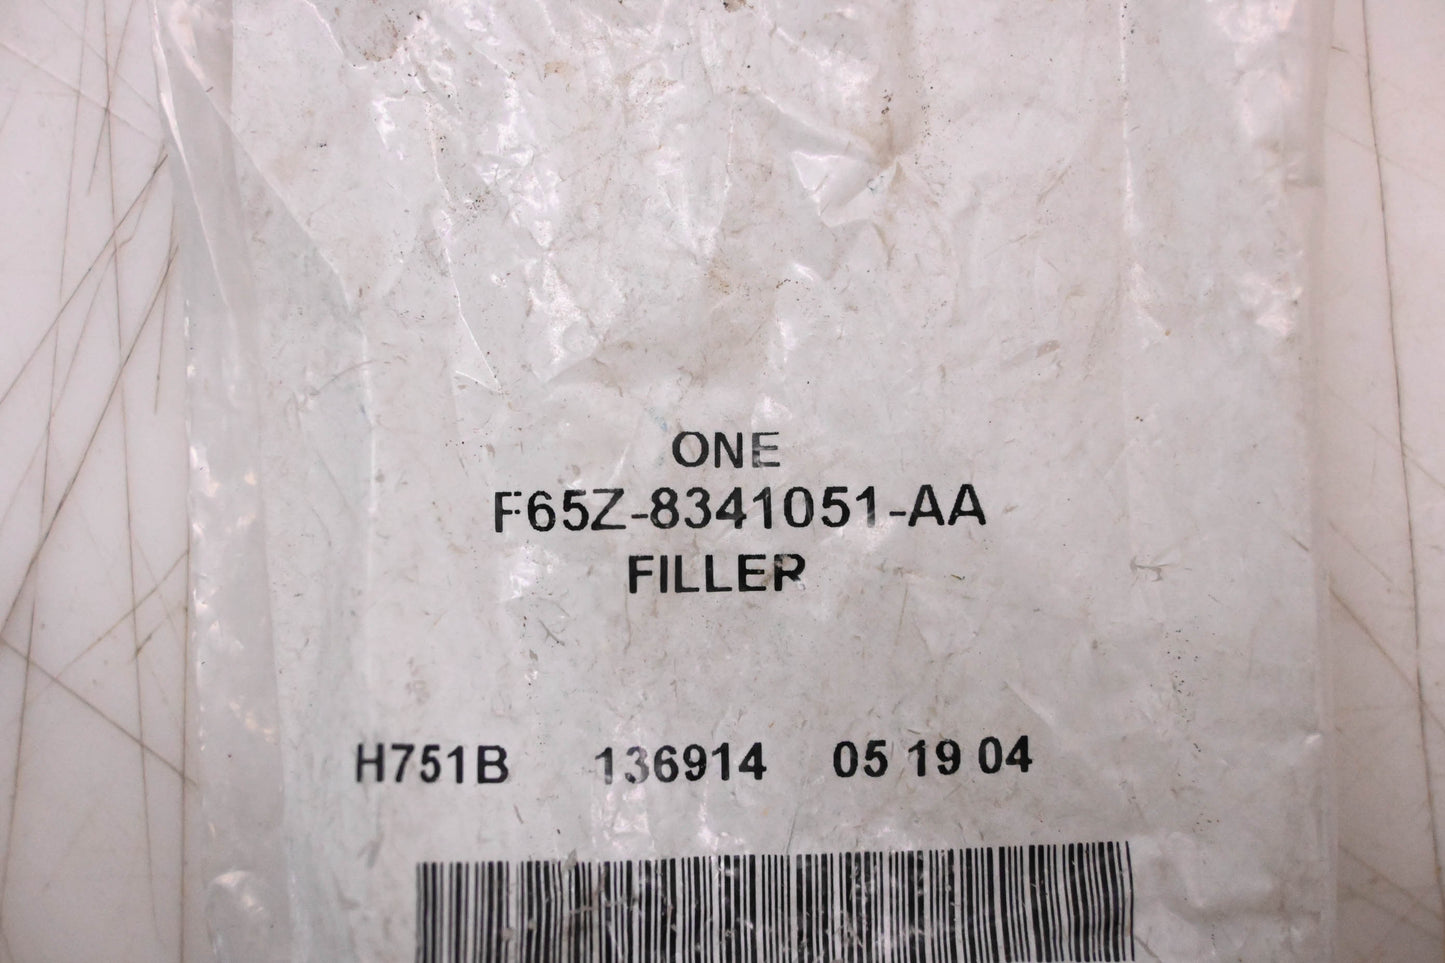 ONE
F65Z-8341051-AA
FILLER
H751B 136914 05 19 04